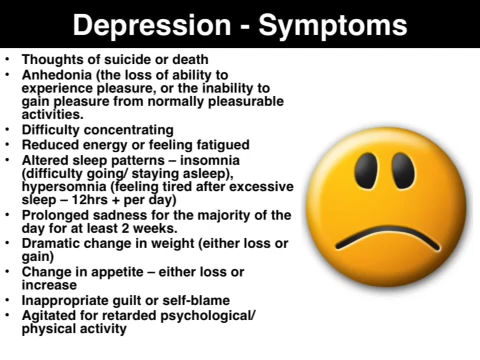 Depression - Symptoms
• Thoughts of suicide or death
• Anhedonia (the loss of ability to
experience pleasure, or the inability to
gain pleasure from normally pleasurable
activities.
• Difficulty concentrating
• Reduced energy or feeling fatigued
• Altered sleep patterns – insomnia
(difficulty going/ staying asleep),
hypersomnia (feeling tired after excessive
sleep – 12hrs + per day)
• Prolonged sadness for the majority of the
day for at least 2 weeks.
• Dramatic change in weight (either loss or
gain)
• Change in appetite – either loss or
increase
• Inappropriate guilt or self-blame
• Agitated for retarded psychological/
physical activity